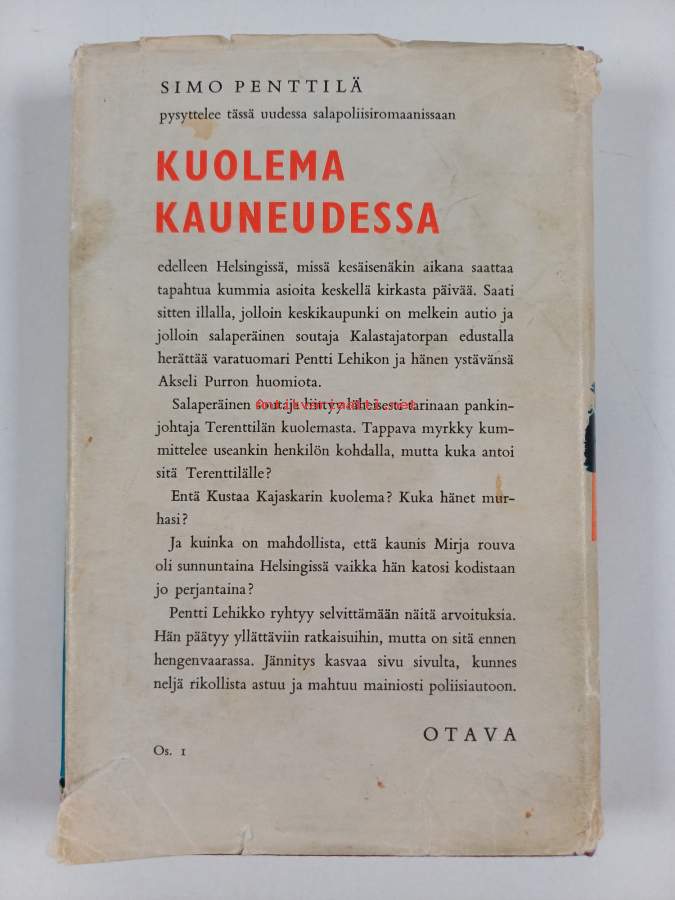 SIMO PENTTILÄ
pysyttelee tässä uudessa salapoliisiromaanissaan
KUOLEMA
KAUNEUDESSA
edelleen Helsingissä, missä kesäisenäkin aikana saattaa
tapahtua kummia asioita keskellä kirkasta päivää. Saati
sitten illalla, jolloin keskikaupunki on melkein autio ja
jolloin salaperäinen soutaja Kalastajatorpan edustalla
herättää varatuomari Pentti Lehikon ja hänen ystävänsä
Akseli Purron huomiota.
Salaperäinen soutaja liittyy läheisesti tarinaan pankin-
johtaja Terenttilän kuolemasta. Tappava myrkky kum-
mittelee useankin henkilön kohdalla, mutta kuka antoi
sitä Terenttilälle?
Entä Kustaa Kajaskarin kuolema? Kuka hänet mur-
hasi?
Ja kuinka on mahdollista, että kaunis Mirja rouva
oli sunnuntaina Helsingissä vaikka hän katosi kodistaan
jo perjantaina?
Pentti Lehikko ryhtyy selvittämään näitä arvoituksia.
Hän päätyy yllättäviin ratkaisuihin, mutta on sitä ennen
hengenvaarassa. Jännitys kasvaa sivu sivulta, kunnes
neljä rikollista astuu ja mahtuu mainiosti poliisiautoon.
OTAVA
Os. 1